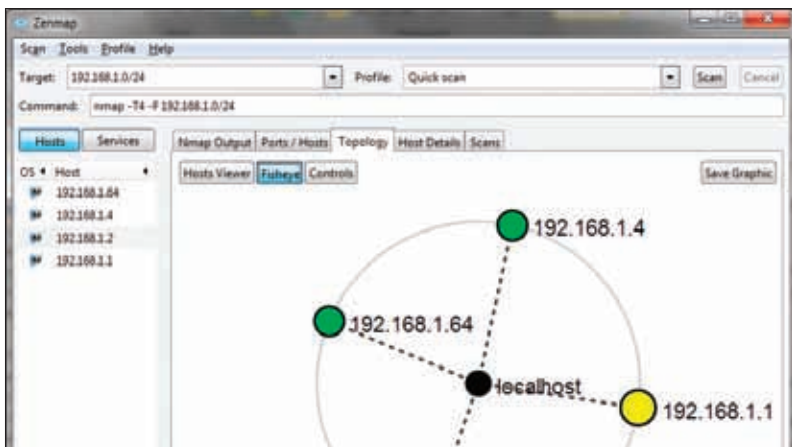 Zenmap
Scan Tools Profile Help
Target: 192.168.1.0/24 Profile: Quick scan Scan Cancel
Command: nmap -T4 -F 192.168.1.0/24
Hosts Services Nmap Output Ports / Hosts Topology Host Details Scans
OS Host Hosts Viewer Fisheye Controls Save Graphic
192.168.1.64
192.168.1.4
192.168.1.2
192.168.1.1
192.168.1.4
192.168.1.64
localhost
192.168.1.1